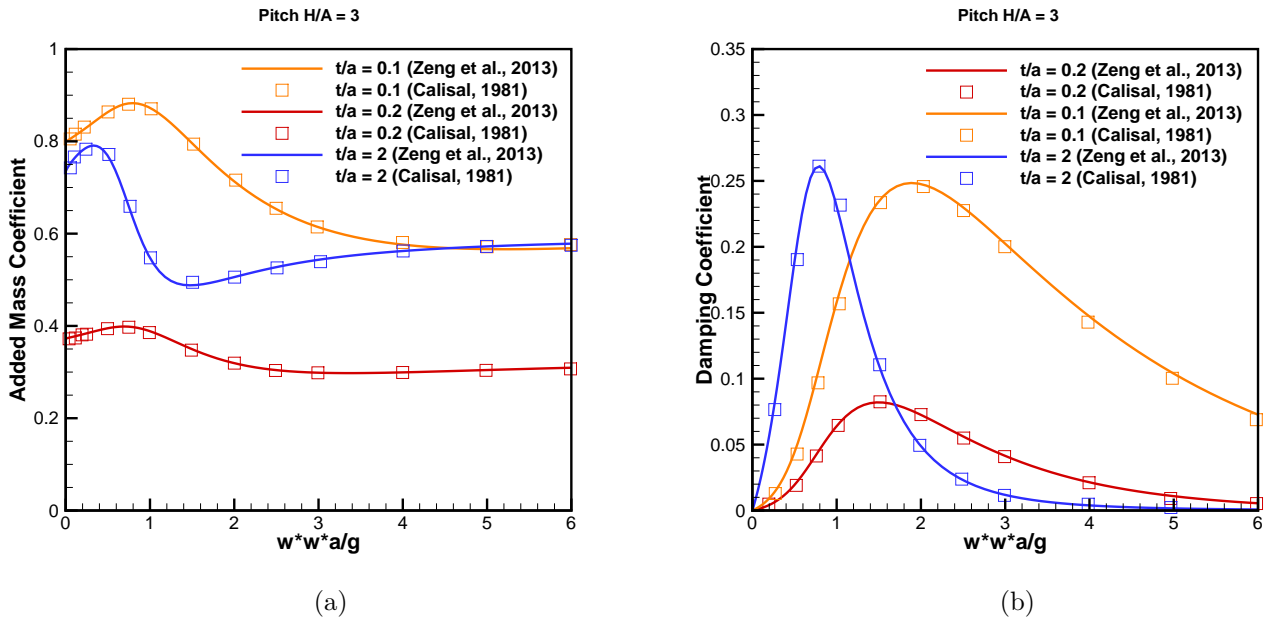 Pitch H/A = 3
1
0.8
0.6
0.4
0.2
0
Added Mass Coefficient
t/a = 0.1 (Zeng et al., 2013)
t/a = 0.1 (Calisal, 1981)
t/a = 0.2 (Zeng et al., 2013)
t/a = 0.2 (Calisal, 1981)
t/a = 2 (Zeng et al., 2013)
t/a = 2 (Calisal, 1981)
0 1 2 3 4 5 6
w*w*a/g
(a)
Pitch H/A = 3
0.35
0.3
0.25
0.2
0.15
0.1
0.05
0
Damping Coefficient
t/a = 0.2 (Zeng et al., 2013)
t/a = 0.2 (Calisal, 1981)
t/a = 0.1 (Zeng et al., 2013)
t/a = 0.1 (Calisal, 1981)
t/a = 2 (Zeng et al., 2013)
t/a = 2 (Calisal, 1981)
0 1 2 3 4 5 6
w*w*a/g
(b)